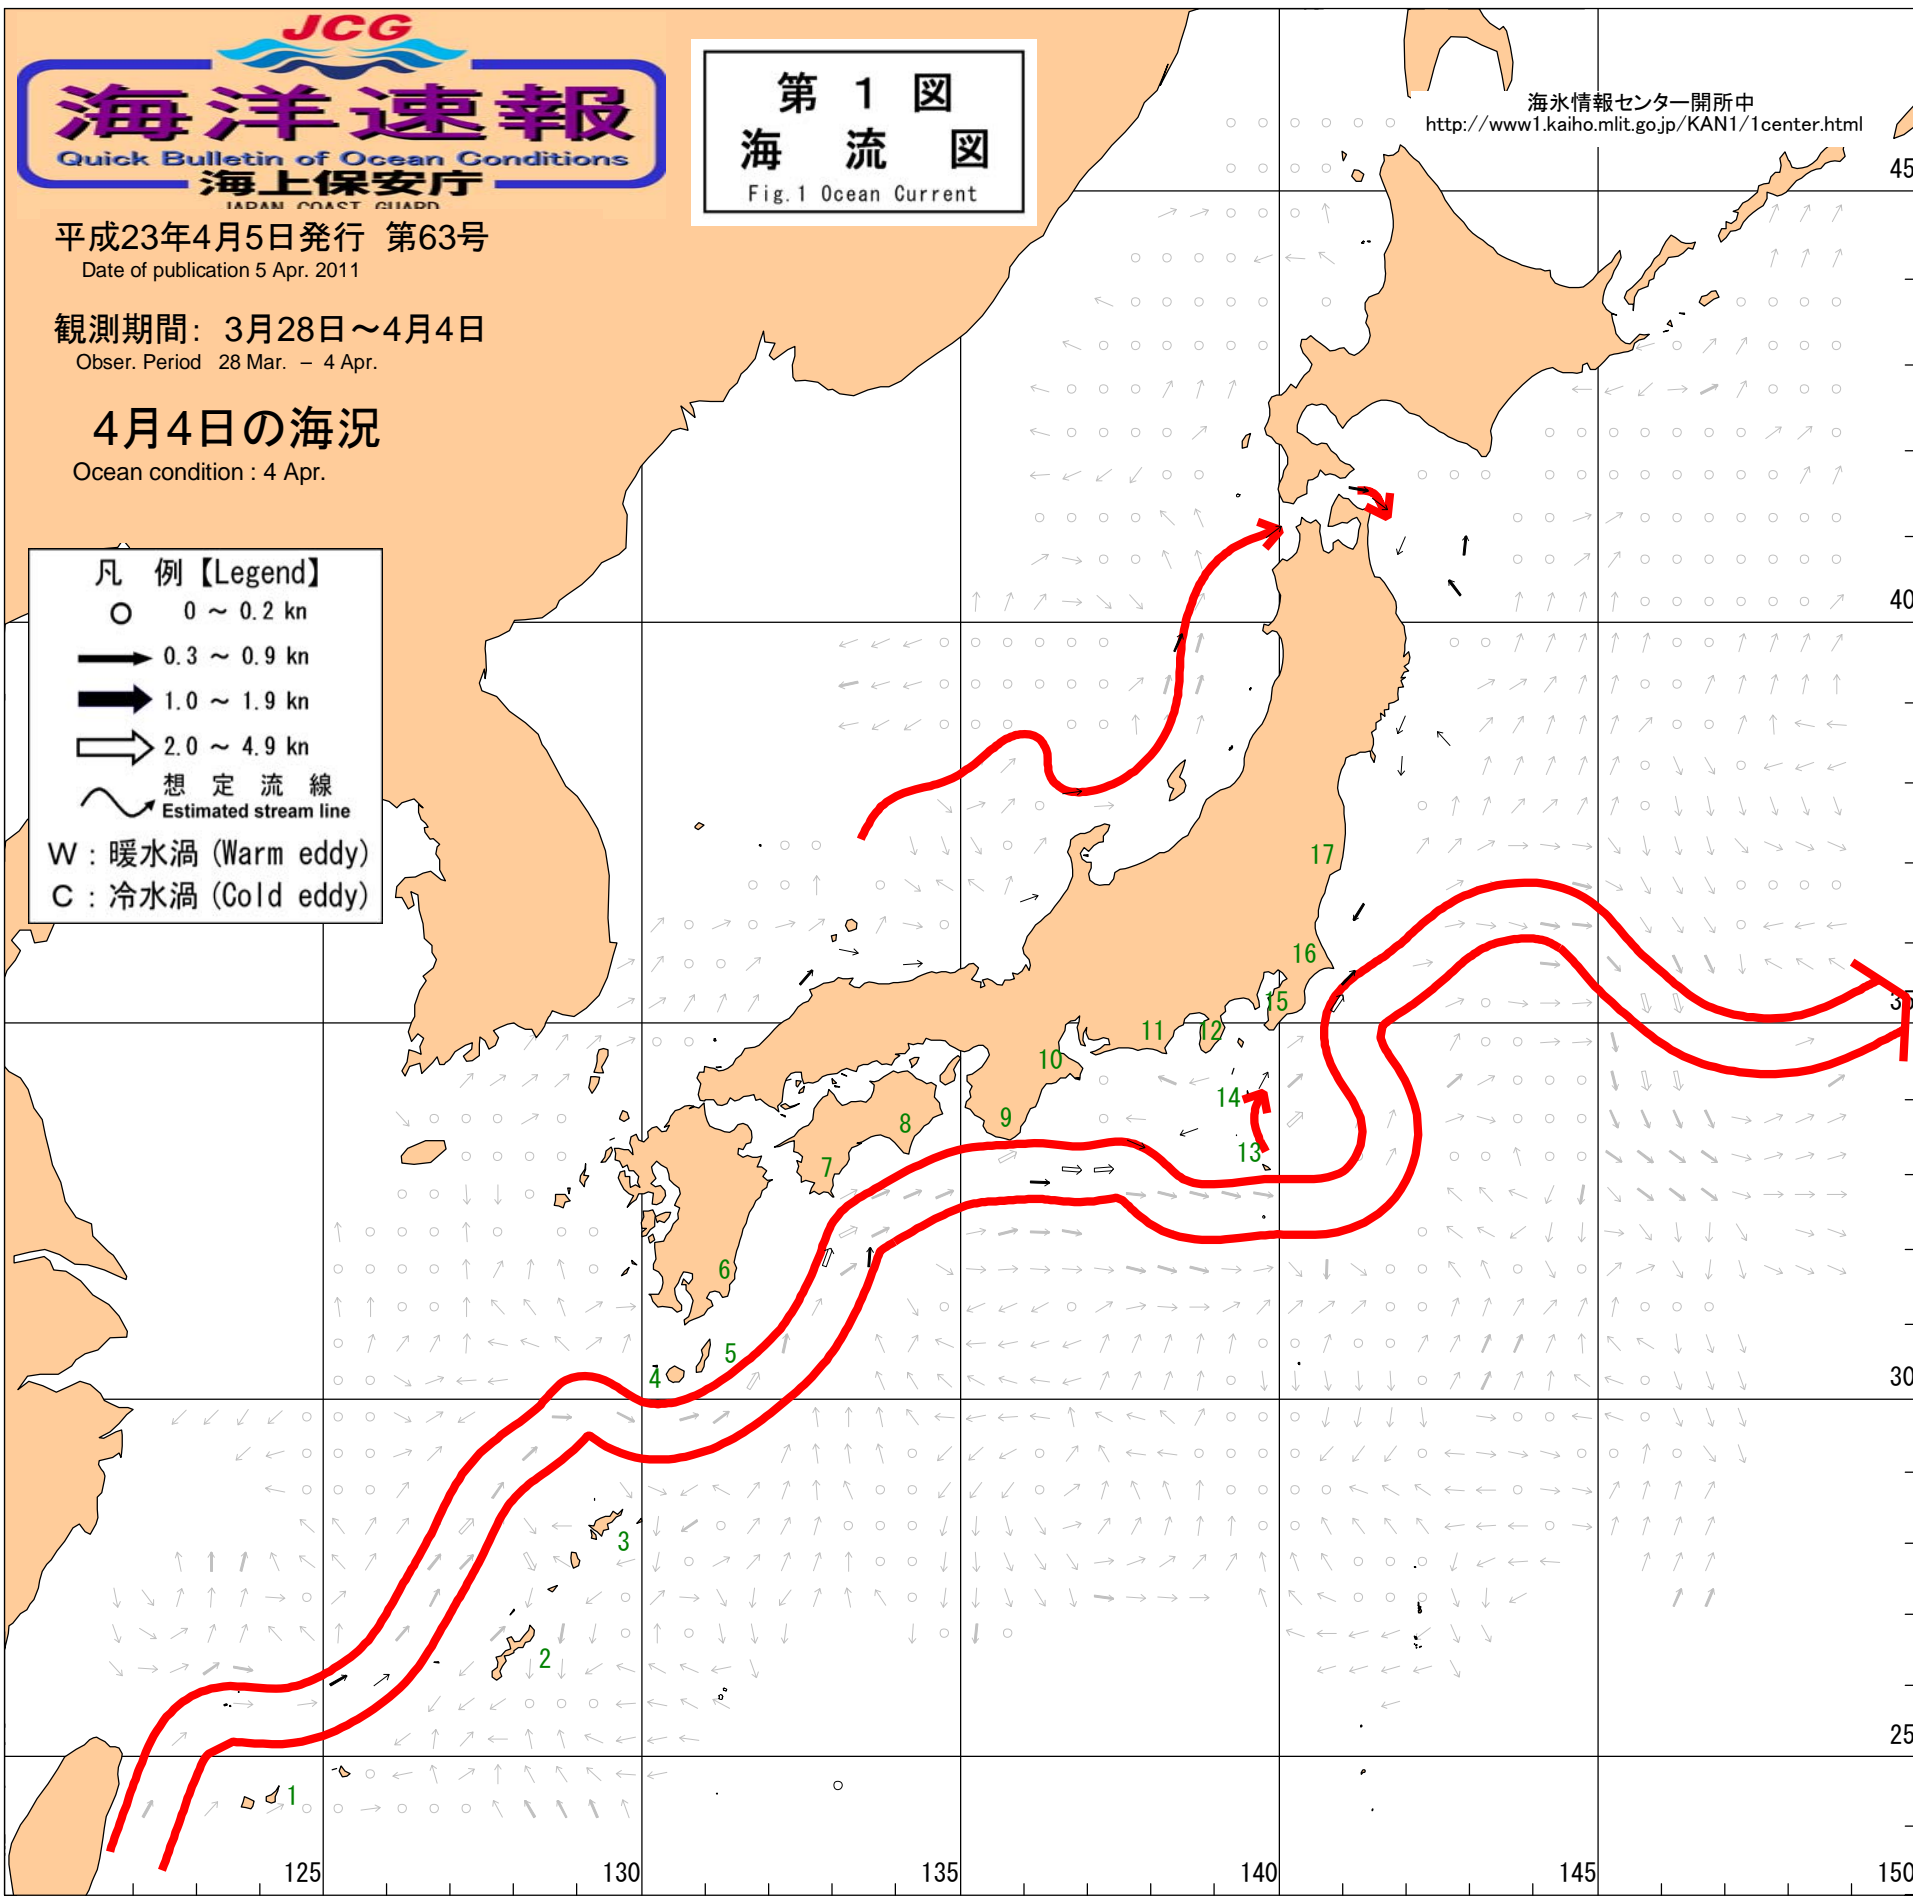 JCG
海洋速報
Quick Bulletin of Ocean Conditions
海上保安庁
JAPAN COAST GUARD
平成23年4月5日発行 第63号
Date of publication 5 Apr. 2011
観測期間: 3月28日～4月4日
Obser. Period 28 Mar. – 4 Apr.
4月4日の海況
Ocean condition : 4 Apr.
第 1 図
海 流 図
Fig.1 Ocean Current
海氷情報センター開所中
http://www1.kaiho.mlit.go.jp/KAN1/1center.html
凡 例【Legend】
0 ～ 0.2 kn
0.3 ～ 0.9 kn
1.0 ～ 1.9 kn
2.0 ～ 4.9 kn
想 定 流 線
Estimated stream line
W : 暖水渦 (Warm eddy)
C : 冷水渦 (Cold eddy)
45
40
35
30
25
17
16
15
14
13
12
11
10
9
8
7
6
5
4
3
2
1
125
130
135
140
145
150